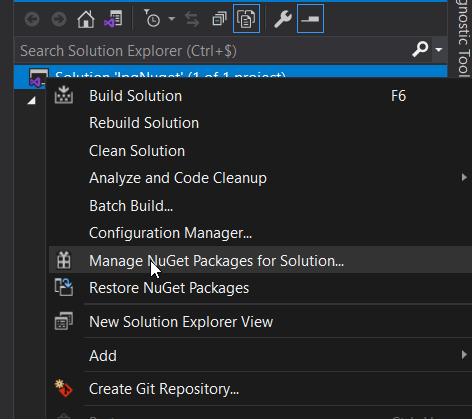 Search Solution Explorer (Ctrl+$)
Solution (1 of 1 project)
Build Solution F6
Rebuild Solution
Clean Solution
Analyze and Code Cleanup
Batch Build...
Configuration Manager...
Manage NuGet Packages for Solution...
Restore NuGet Packages
New Solution Explorer View
Add
Create Git Repository...
gnostic Tool